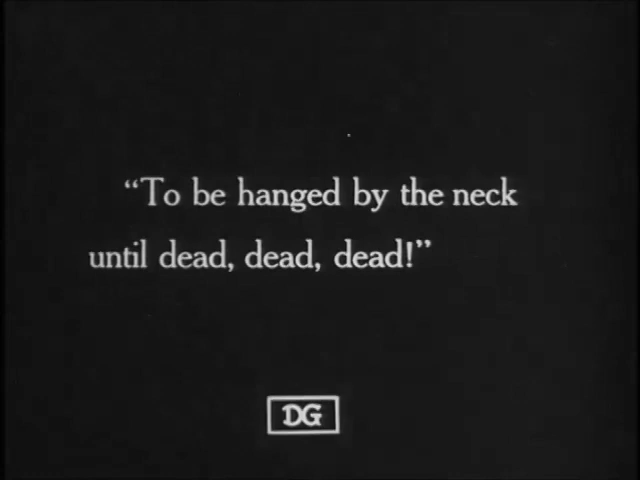 “To be hanged by the neck
until dead, dead, dead!”
DG